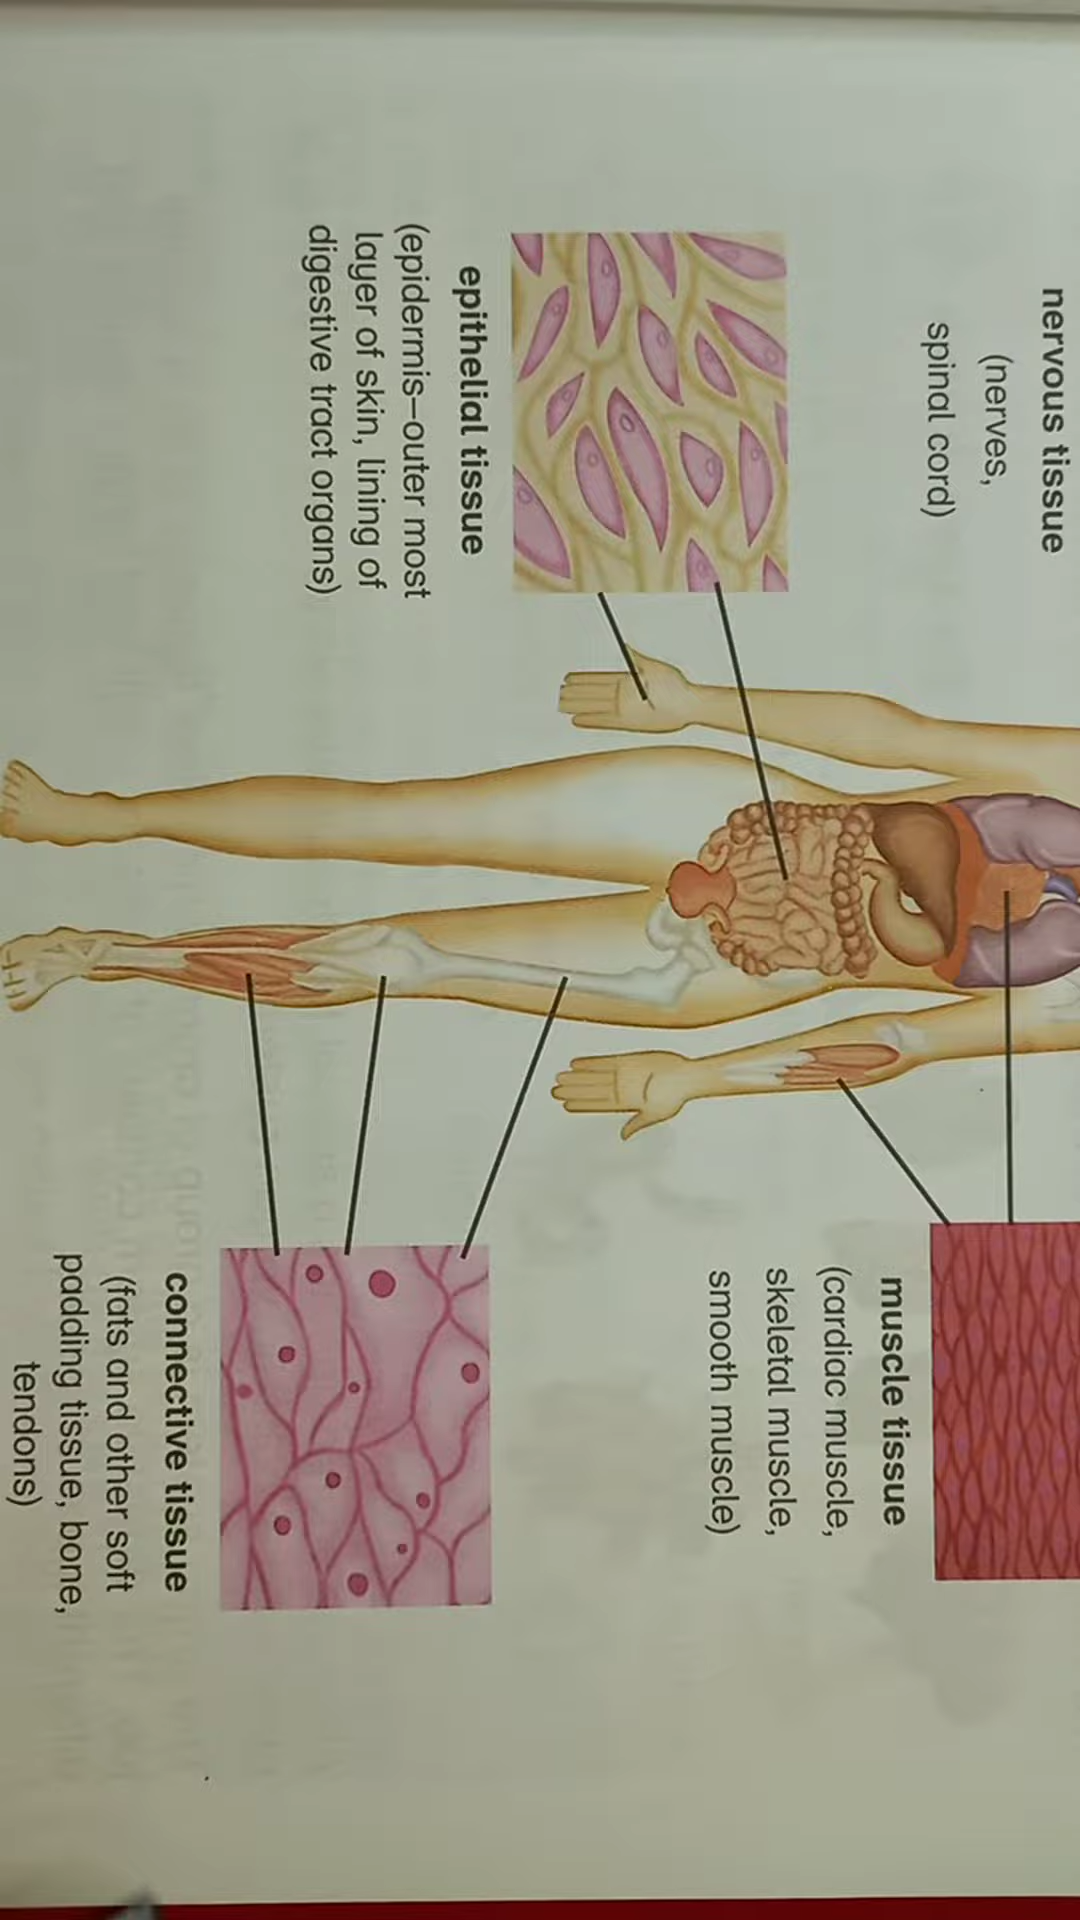 nervous tissue
(nerves,
spinal cord)
epithelial tissue
(epidermis–outer most
layer of skin, lining of
digestive tract organs)
muscle tissue
(cardiac muscle,
skeletal muscle,
smooth muscle)
connective tissue
(fats and other soft
padding tissue, bone,
tendons)